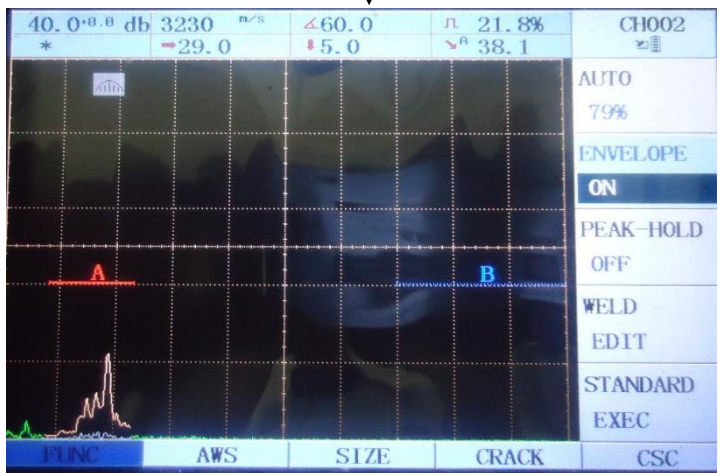 40.0+0.0 db 3230 m/s ∠60.0° 21.8% CH002
* ➡29.0 ⬇5.0 ↘A 38.1
AUTO
79%
ENVELOPE
ON
PEAK-HOLD
A B OFF
WELD
EDIT
STANDARD
EXEC
FUNC AWS SIZE CRACK CSC